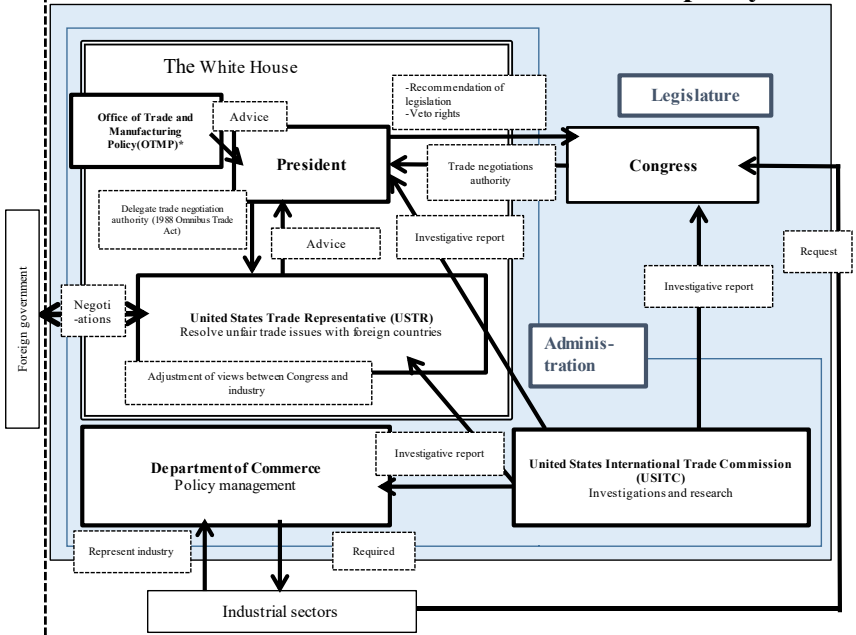 The White House
-Recommendation of
legislation
-Veto rights
Legislature
Office of Trade and
Manufacturing
Policy(OTMP)*
Advice
President
Congress
Trade negotiations
authority
Delegate trade negotiation
authority (1988 Omnibus Trade
Act)
Advice
Investigative report
Request
Investigative report
Foreign government
Negoti
-ations
United States Trade Representative (USTR)
Resolve unfair trade issues with foreign countries
Adminis-
tration
Adjustment of views between Congress and
industry
Department of Commerce
Policy management
Investigative report
United States International Trade Commission
(USITC)
Investigations and research
Represent industry
Required
Industrial sectors